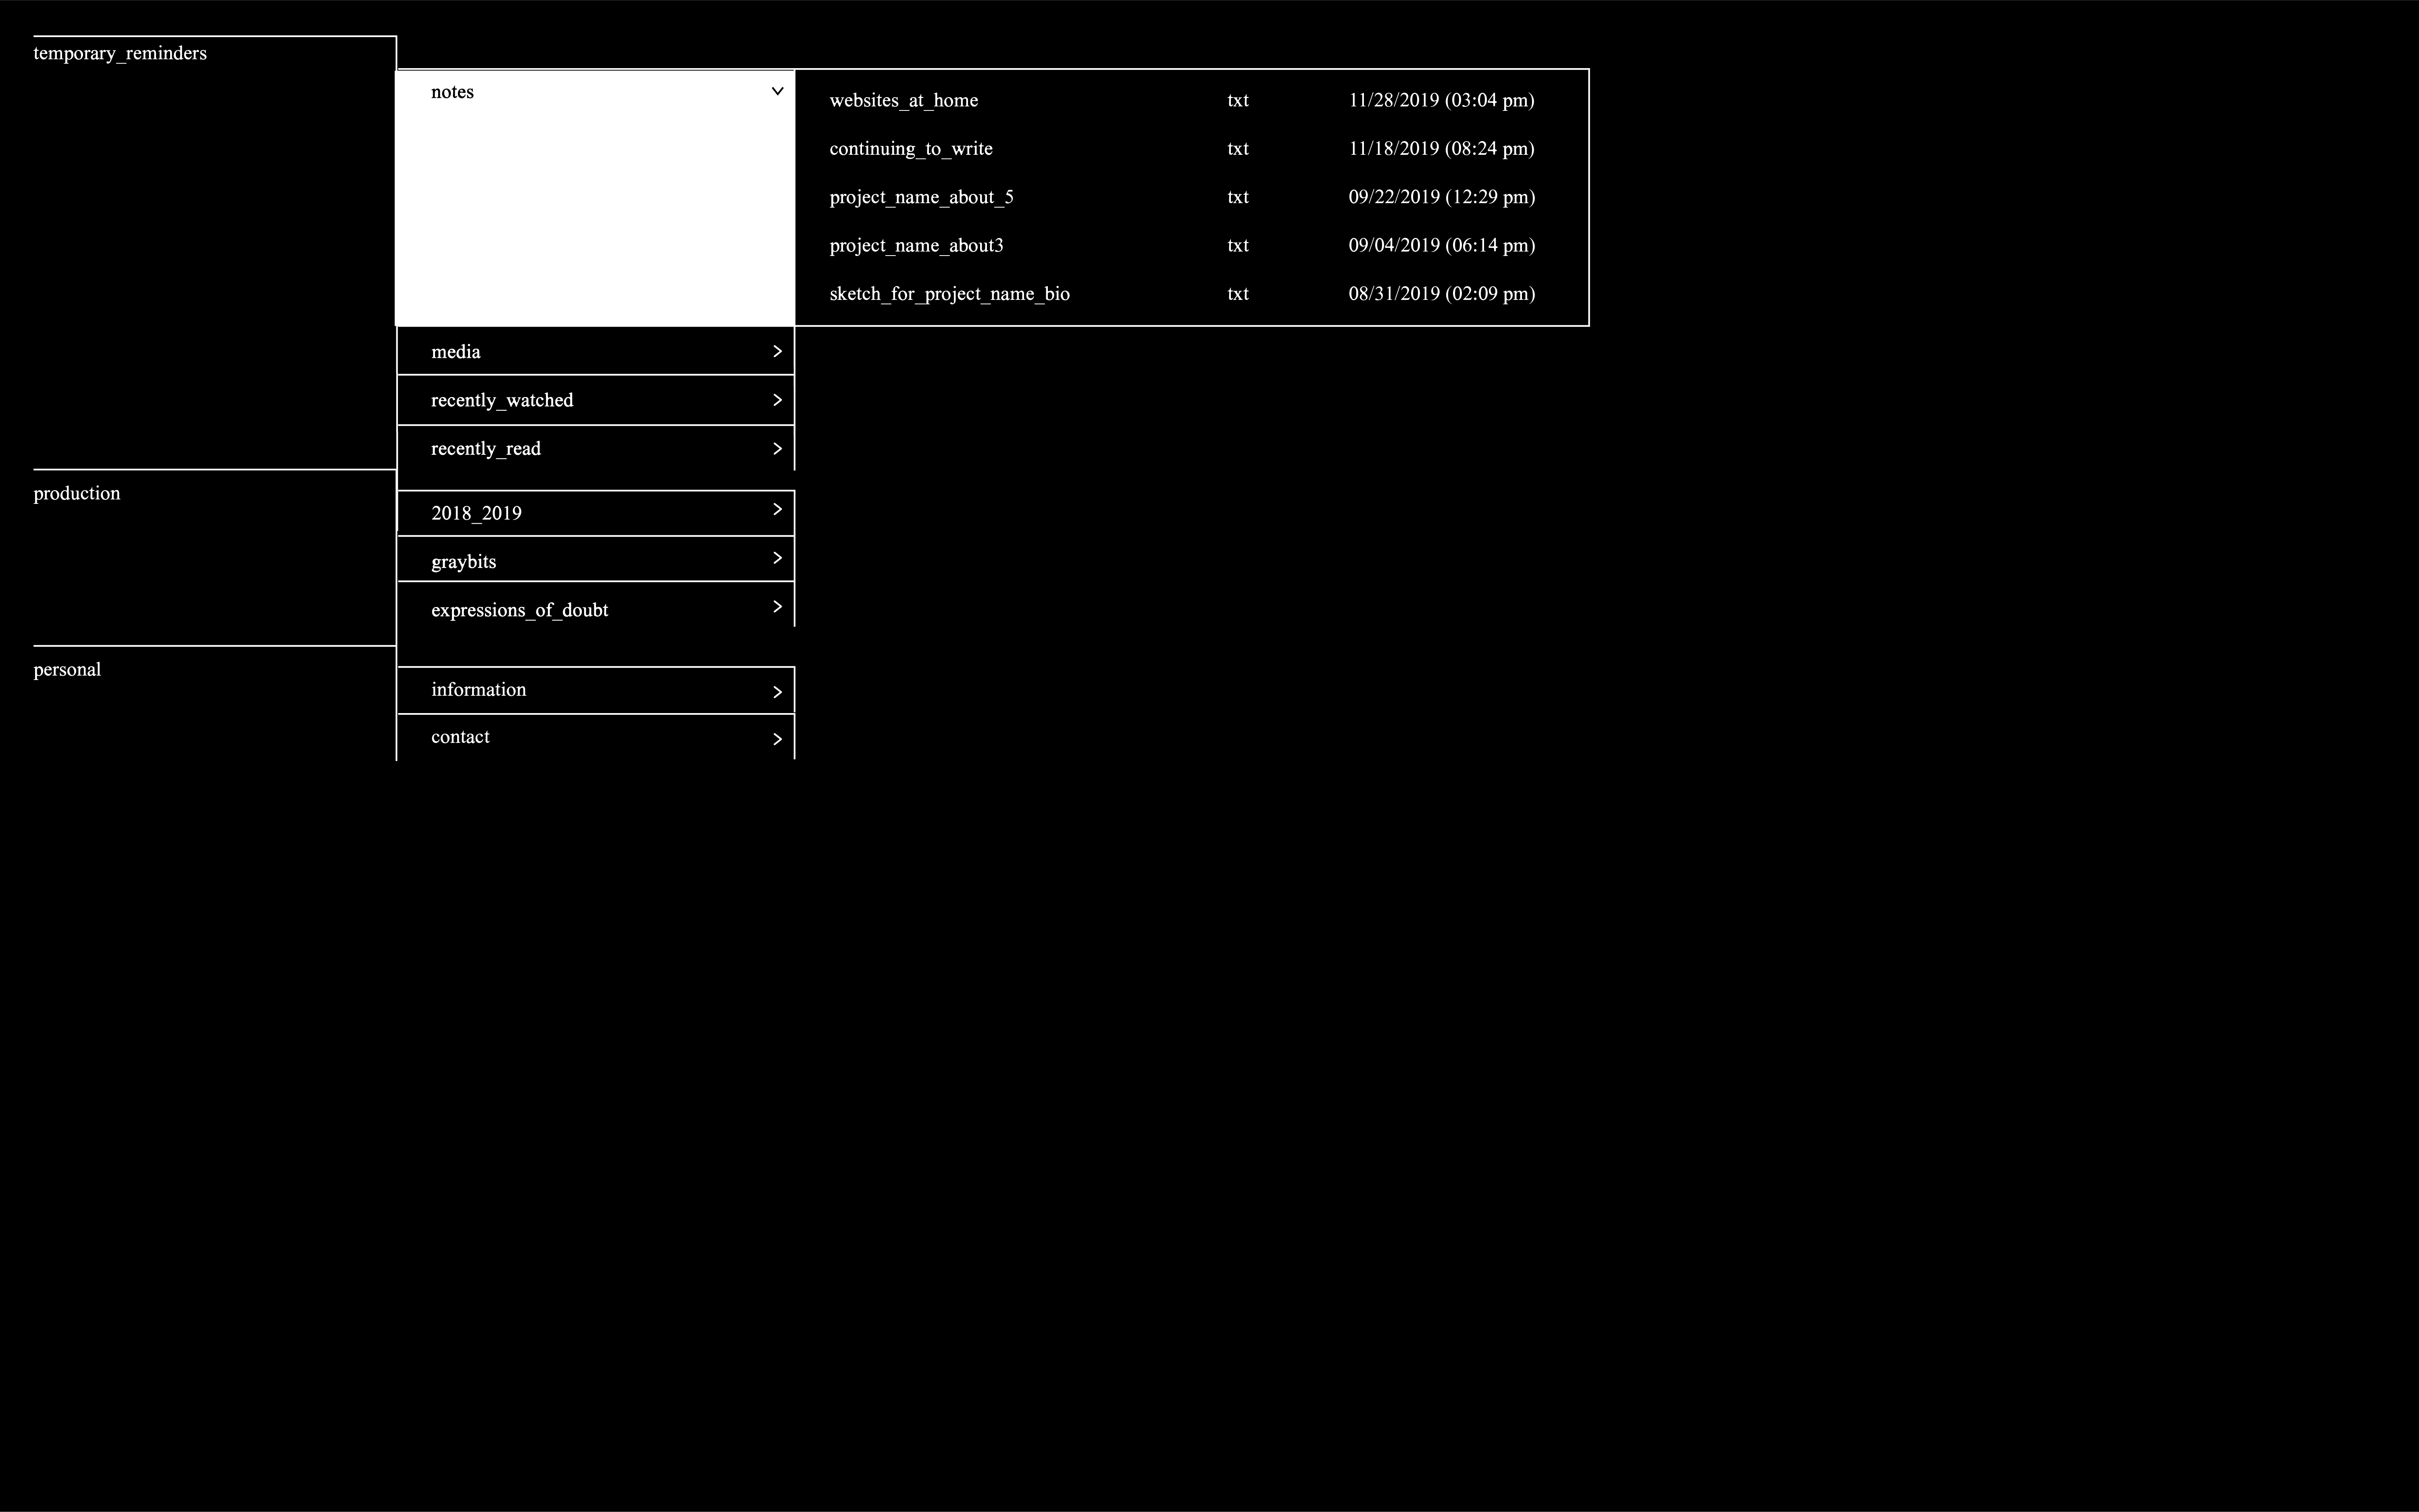 temporary_reminders
notes
websites_at_home txt 11/28/2019 (03:04 pm)
continuing_to_write txt 11/18/2019 (08:24 pm)
project_name_about_5 txt 09/22/2019 (12:29 pm)
project_name_about3 txt 09/04/2019 (06:14 pm)
sketch_for_project_name_bio txt 08/31/2019 (02:09 pm)
media
recently_watched
recently_read
production
2018_2019
graybits
expressions_of_doubt
personal
information
contact